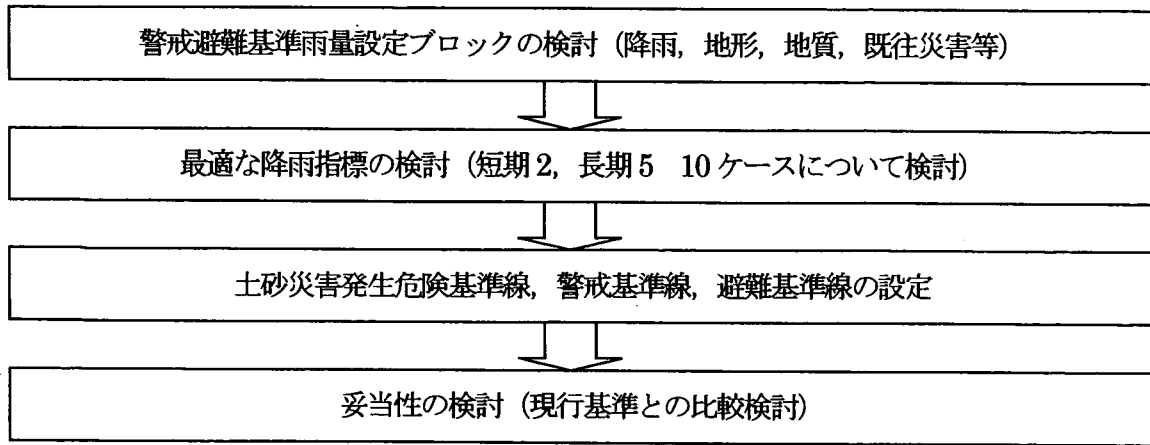 警戒避難基準雨量設定ブロックの検討（降雨，地形，地質，既往災害等）
最適な降雨指標の検討（短期2，長期5　10ケースについて検討）
土砂災害発生危険基準線，警戒基準線，避難基準線の設定
妥当性の検討（現行基準との比較検討）